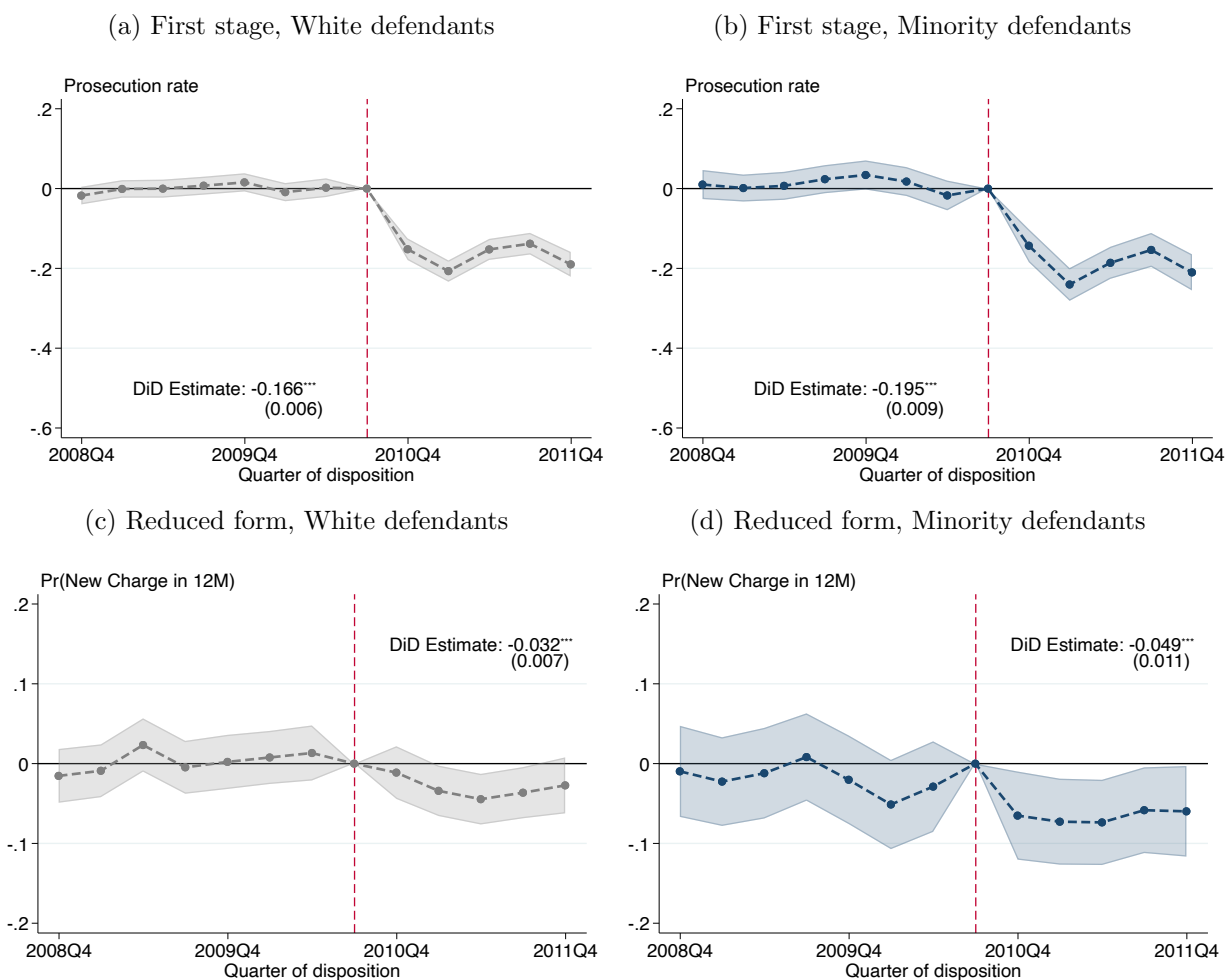 (a) First stage, White defendants
Prosecution rate
.2
0
-.2
-.4
-.6
DiD Estimate: -0.166***
(0.006)
2008Q4 2009Q4 2010Q4 2011Q4
Quarter of disposition
(b) First stage, Minority defendants
Prosecution rate
.2
0
-.2
-.4
-.6
DiD Estimate: -0.195***
(0.009)
2008Q4 2009Q4 2010Q4 2011Q4
Quarter of disposition
(c) Reduced form, White defendants
Pr(New Charge in 12M)
.2
.1
0
-.1
-.2
DiD Estimate: -0.032***
(0.007)
2008Q4 2009Q4 2010Q4 2011Q4
Quarter of disposition
(d) Reduced form, Minority defendants
Pr(New Charge in 12M)
.2
.1
0
-.1
-.2
DiD Estimate: -0.049***
(0.011)
2008Q4 2009Q4 2010Q4 2011Q4
Quarter of disposition